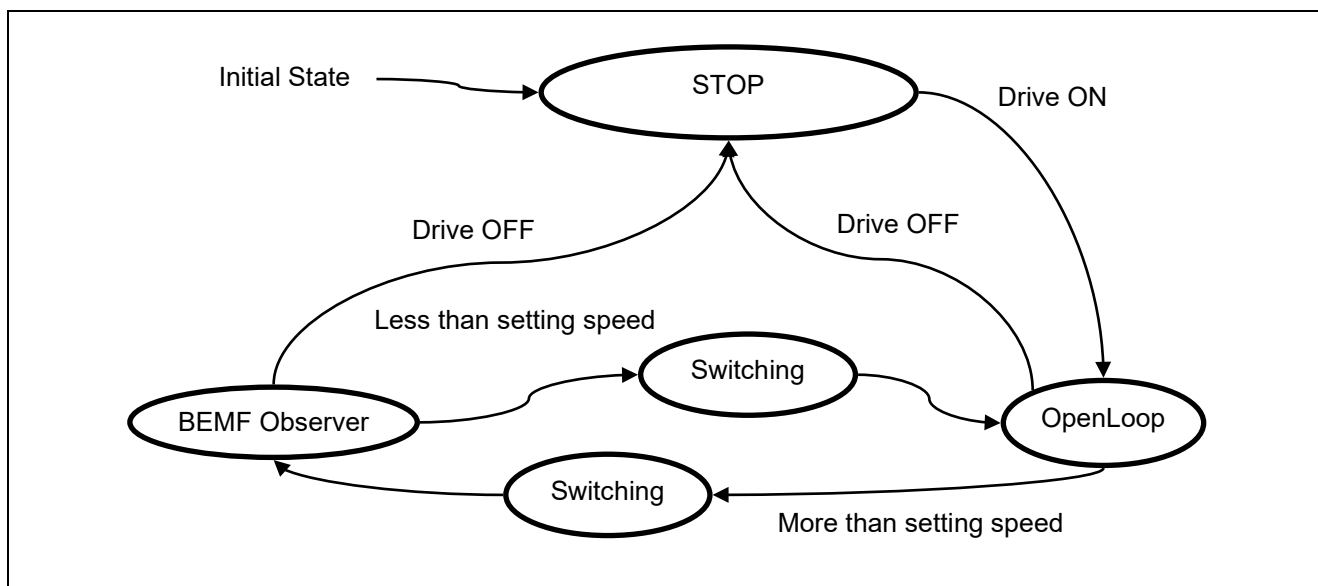 Initial State
STOP
Drive ON
Drive OFF
Drive OFF
Less than setting speed
Switching
BEMF Observer
OpenLoop
Switching
More than setting speed